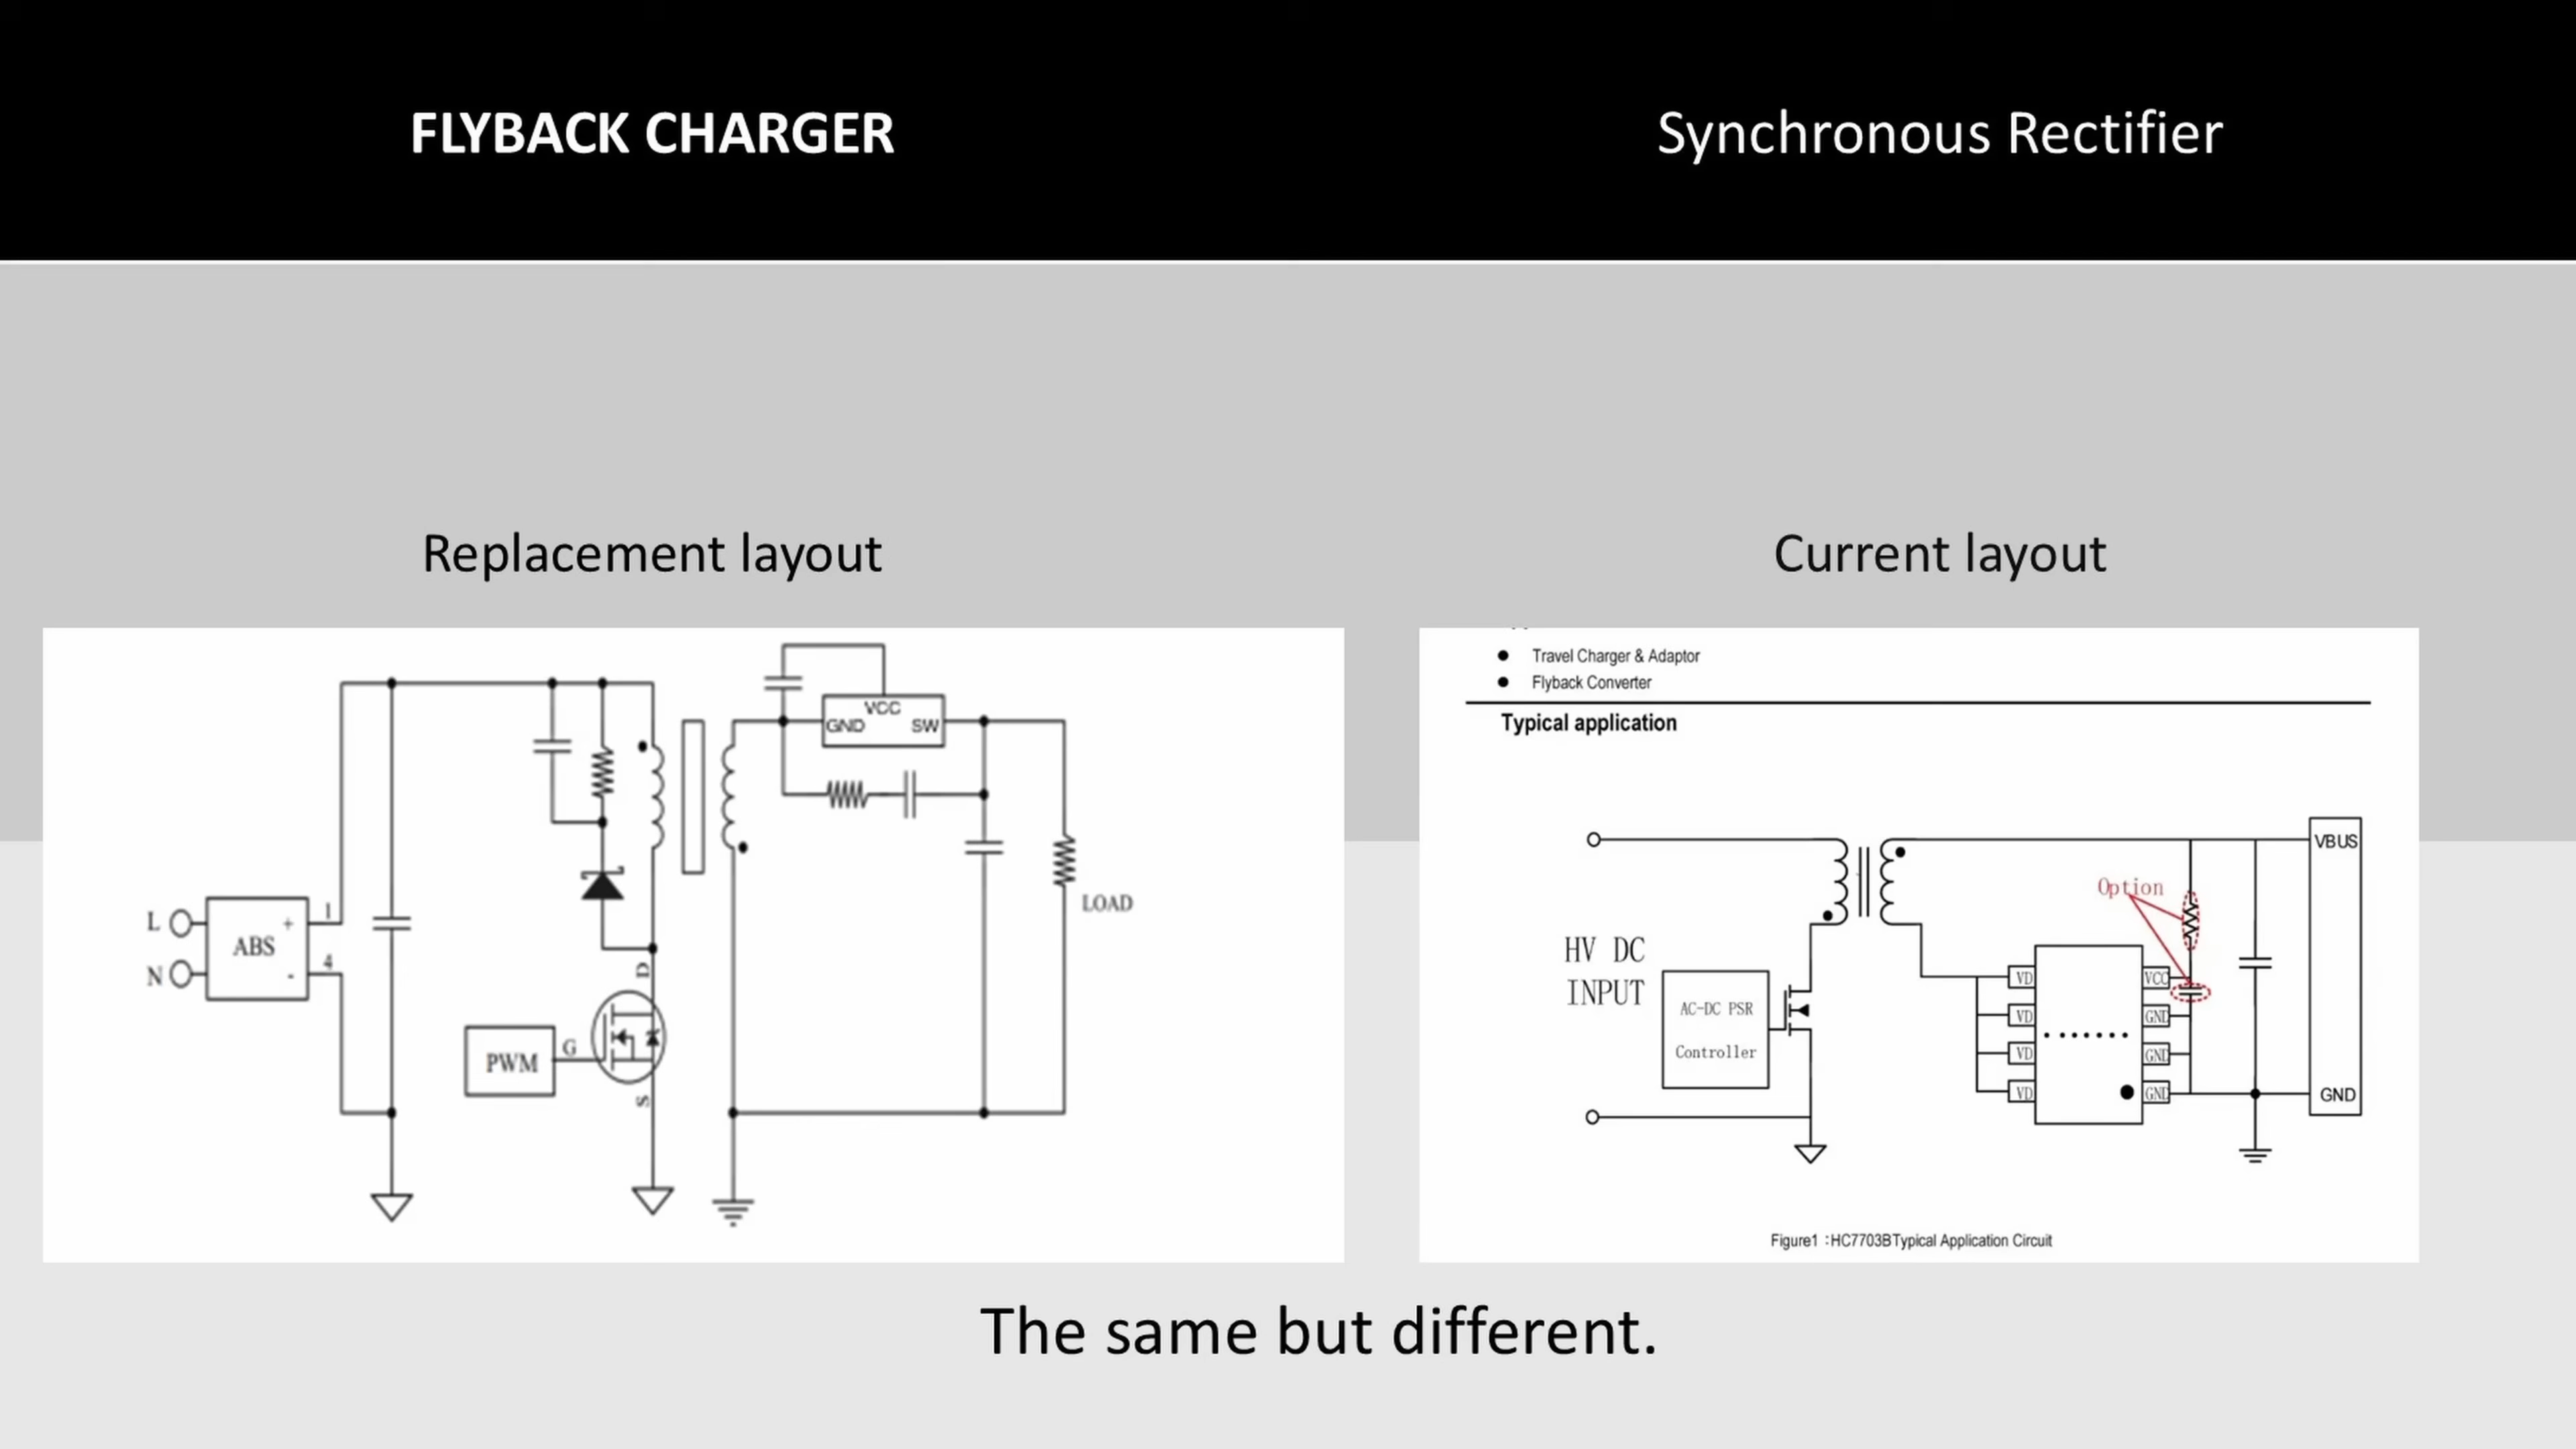 FLYBACK CHARGER
Synchronous Rectifier
Replacement layout
Current layout
VCC
GND SW
L
N
ABS
+
-
1
4
D
G
S
PWM
LOAD
Travel Charger & Adaptor
Flyback Converter
Typical application
HV DC
INPUT
AC-DC PSR
Controller
Option
VD
VD
VD
VD
VCC
GND
GND
GND
VBUS
GND
Figure1 :HC7703BTypical Application Circuit
The same but different.